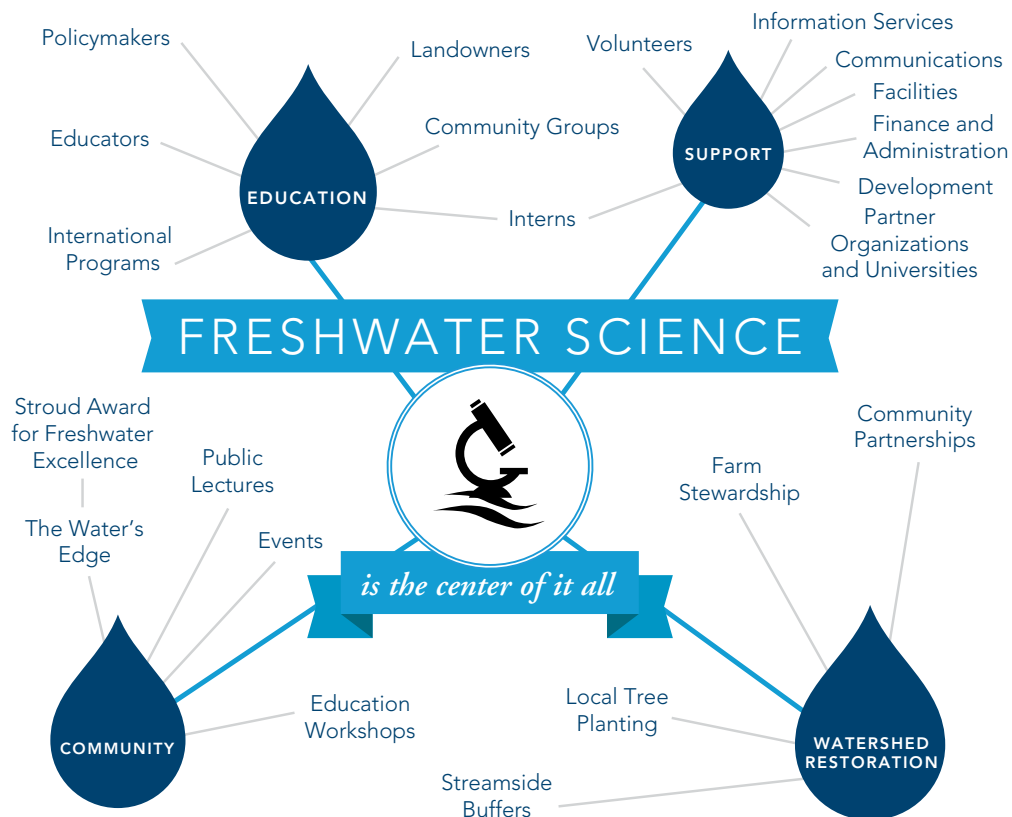 Policymakers
Landowners
Educators
Community Groups
EDUCATION
International
Programs
Interns
Volunteers
Information Services
Communications
Facilities
Finance and
Administration
SUPPORT
Development
Partner
Organizations
and Universities
FRESHWATER SCIENCE
is the center of it all
Stroud Award
for Freshwater
Excellence
The Water’s
Edge
Public
Lectures
Events
Education
Workshops
COMMUNITY
Community
Partnerships
Farm
Stewardship
Local Tree
Planting
Streamside
Buffers
WATERSHED
RESTORATION